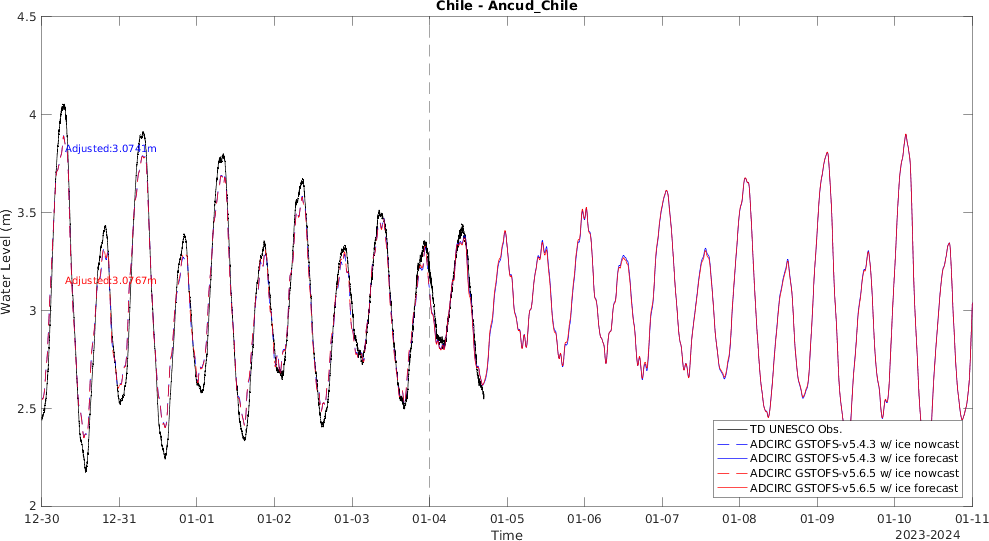 Chile - Ancud_Chile
4.5
4
3.5
3
2.5
2
Water Level (m)
Adjusted:3.0741m
Adjusted:3.0767m
TD UNESCO Obs.
ADCIRC GSTOFS-v5.4.3 w/ ice nowcast
ADCIRC GSTOFS-v5.4.3 w/ ice forecast
ADCIRC GSTOFS-v5.6.5 w/ ice nowcast
ADCIRC GSTOFS-v5.6.5 w/ ice forecast
12-30 12-31 01-01 01-02 01-03 01-04 01-05 01-06 01-07 01-08 01-09 01-10 01-11
Time
2023-2024